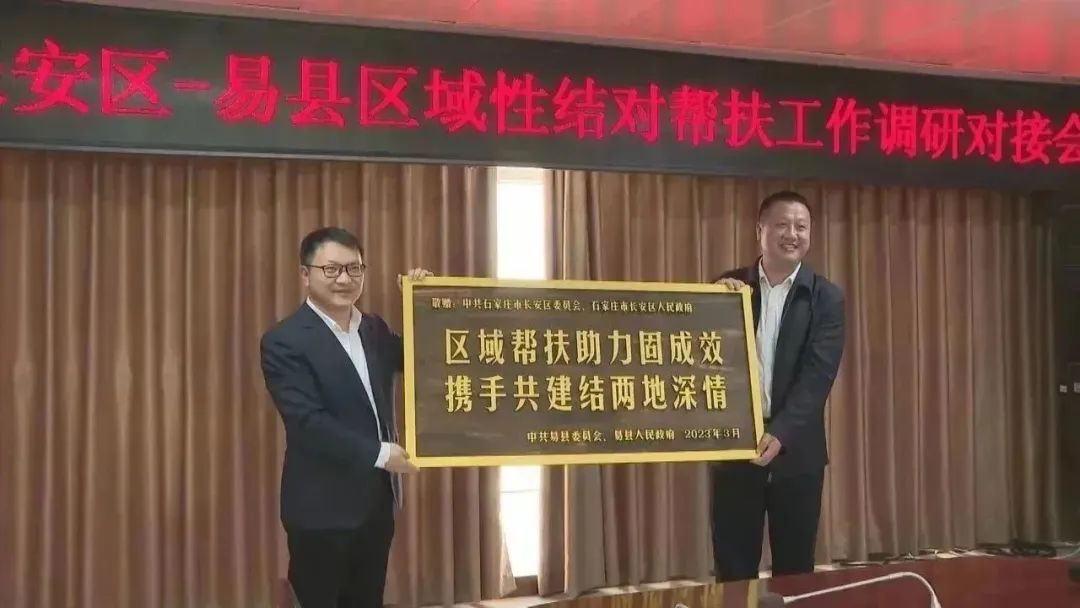 安区-易县区域性结对帮扶工作调研对接会
敬赠：中共石家庄市长安区委员会、石家庄市长安区人民政府
区域帮扶助力固成效
携手共建结两地深情
中共易县委员会、易县人民政府 2023年3月